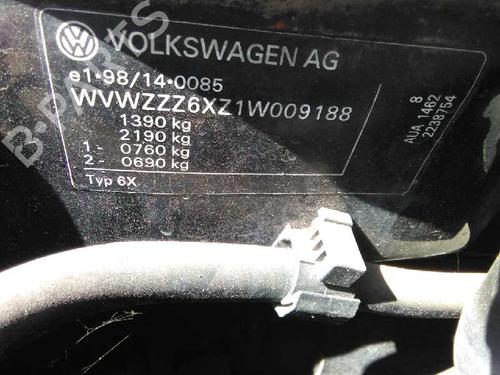 VOLKSWAGEN AG
e1*98/14*0085
WVWZZZ6XZ1W009188
1390 kg
2190 kg
1- 0760 kg
2- 0690 kg
Typ 6X
8
AUA 1462
2238754
B-PARTS